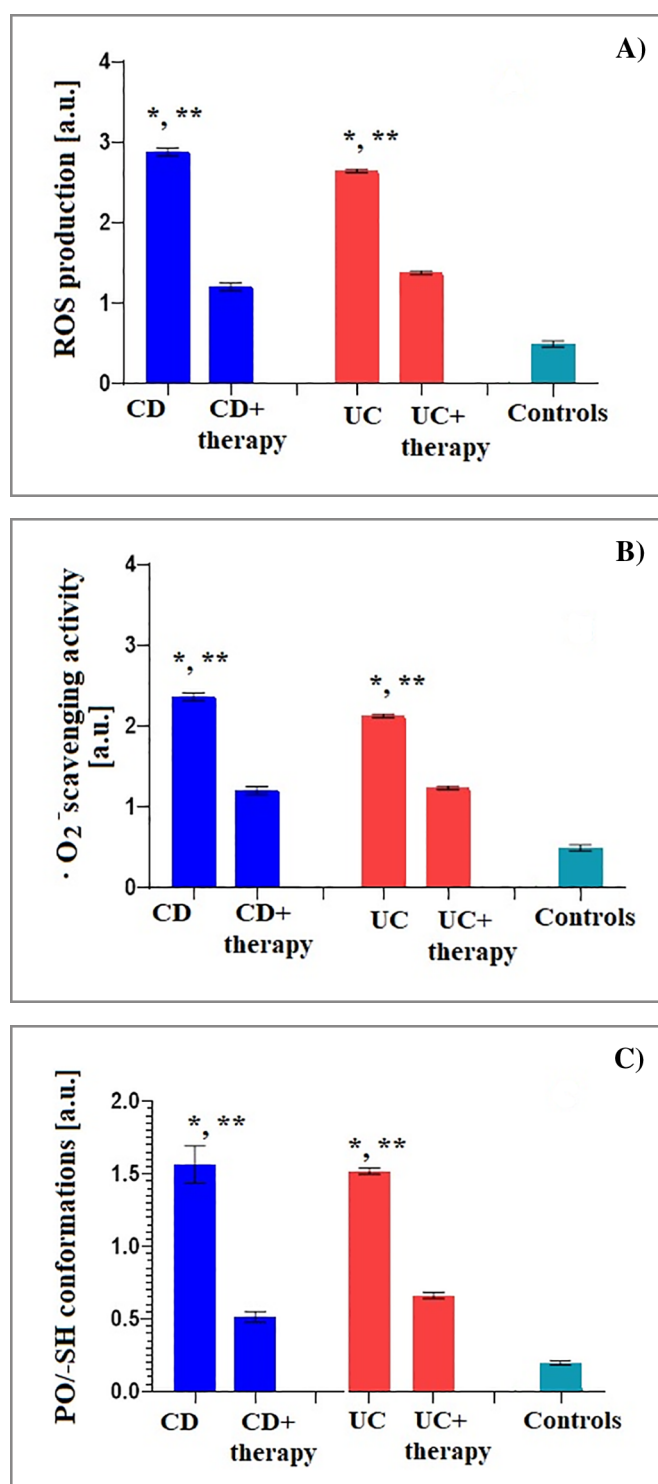 A)
ROS production [a.u.]
4
3
2
1
0
*, **
*, **
CD
CD+
therapy
UC
UC+
therapy
Controls
B)
· O2⁻scavenging activity
[a.u.]
4
3
2
1
0
*, **
*, **
CD
CD+
therapy
UC
UC+
therapy
Controls
C)
PO/-SH conformations [a.u.]
2.0
1.5
1.0
0.5
0.0
*, **
*, **
CD
CD+
therapy
UC
UC+
therapy
Controls